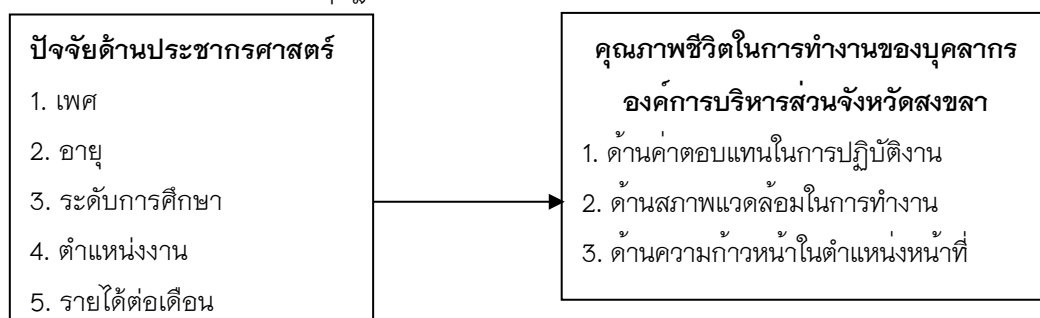 ปัจจัยด้านประชากรศาสตร์
1. เพศ
2. อายุ
3. ระดับการศึกษา
4. ตำแหน่งงาน
5. รายได้ต่อเดือน
คุณภาพชีวิตในการทำงานของบุคลากร
องค์การบริหารส่วนจังหวัดสงขลา
1. ด้านค่าตอบแทนในการปฏิบัติงาน
2. ด้านสภาพแวดล้อมในการทำงาน
3. ด้านความก้าวหน้าในตำแหน่งหน้าที่